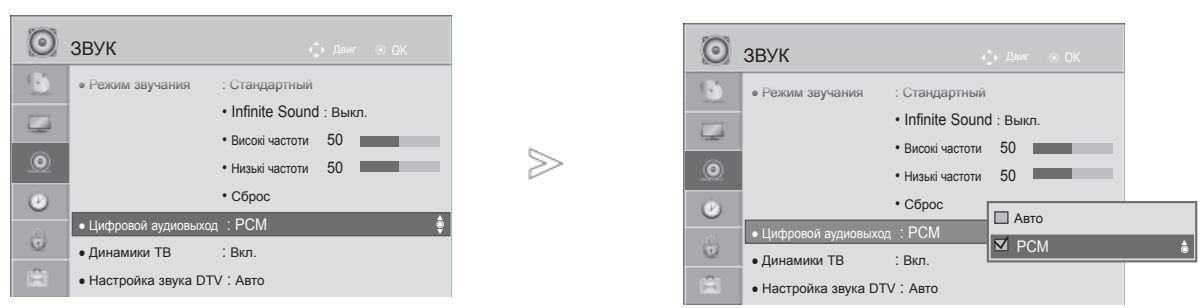 ЗВУК
Двиг OK
• Режим звучания : Стандартный
• Infinite Sound : Выкл.
• Високі частоти 50
• Низькі частоти 50
• Сброс
• Цифровой аудиовыход : PCM
• Динамики ТВ : Вкл.
• Настройка звука DTV : Авто
ЗВУК
Двиг OK
• Режим звучания : Стандартный
• Infinite Sound : Выкл.
• Високі частоти 50
• Низькі частоти 50
• Сброс
• Цифровой аудиовыход : PCM
• Динамики ТВ : Вкл.
• Настройка звука DTV : Авто
Авто
PCM